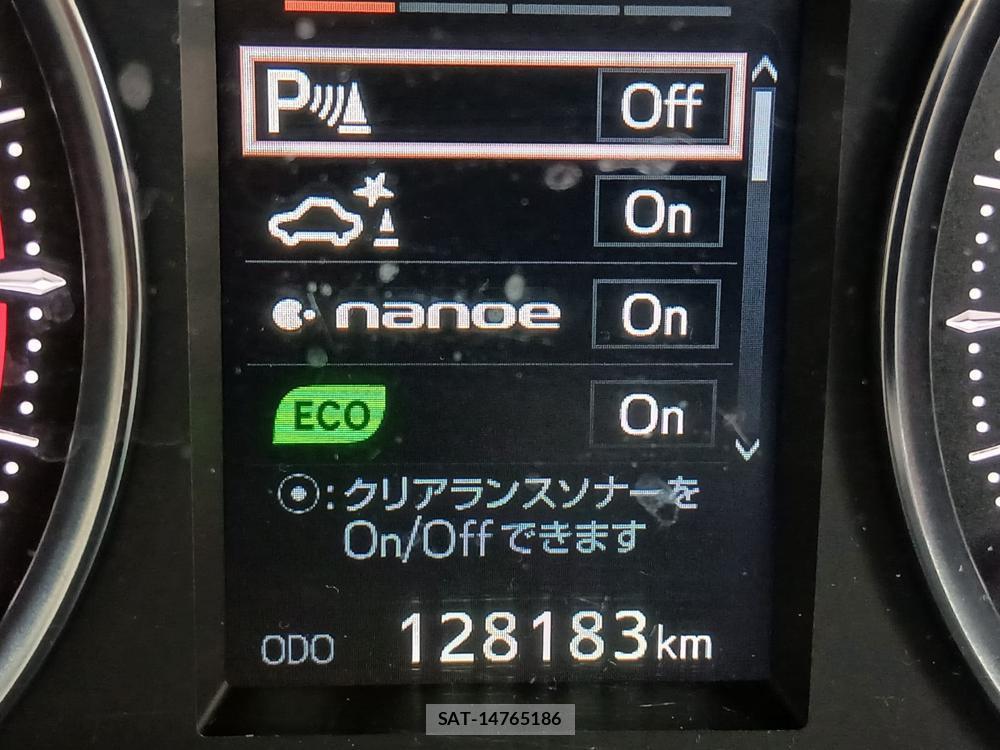 P Off
On
nanoe On
ECO On
⦿: クリアランスソナーを
On/Offできます
ODO 128183km
SAT-14765186